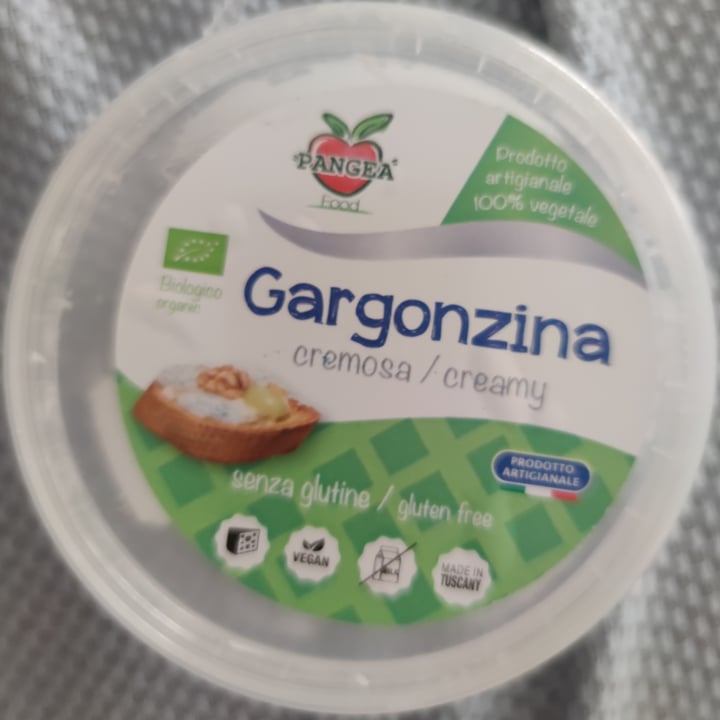 PANGEA
Food
Prodotto
artigianale
100% vegetale
Biologico
organic
Gargonzina
cremosa / creamy
PRODOTTO
ARTIGIANALE
senza glutine / gluten free
VEGAN
MILK
MADE IN
TUSCANY